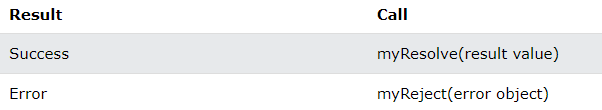 Result Call
Success myResolve(result value)
Error myReject(error object)